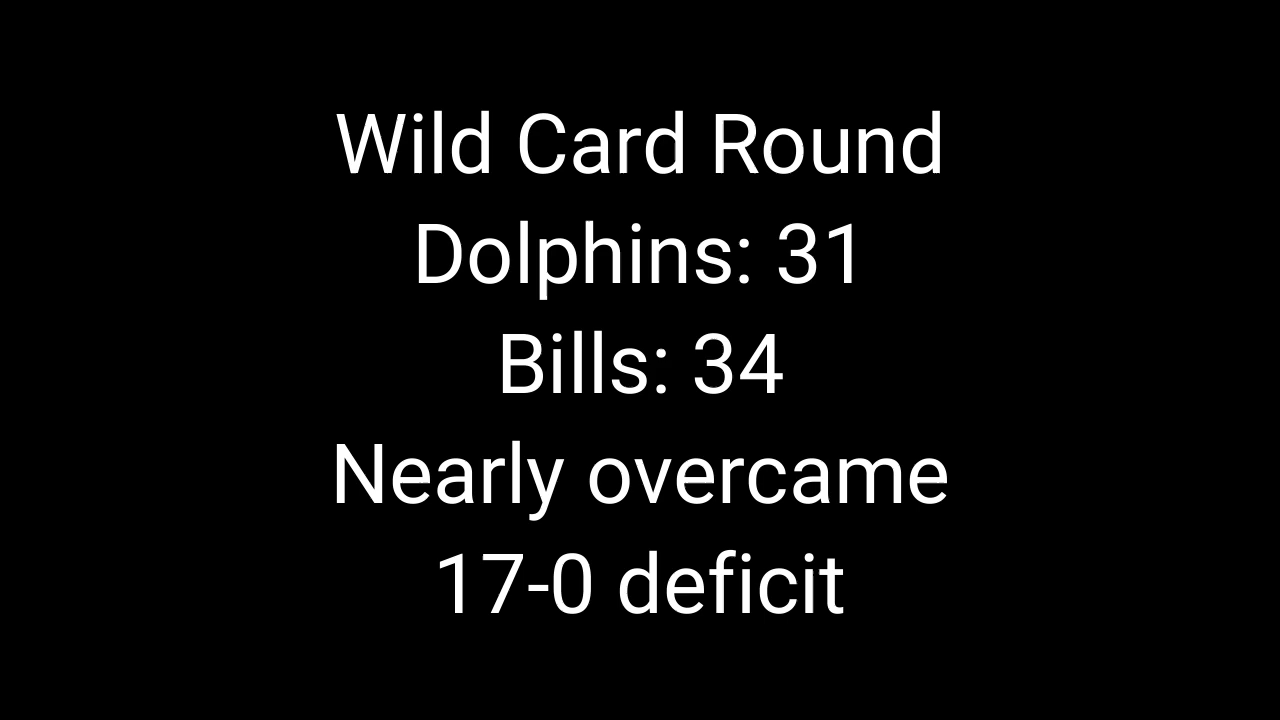 Wild Card Round
Dolphins: 31
Bills: 34
Nearly overcame
17-0 deficit